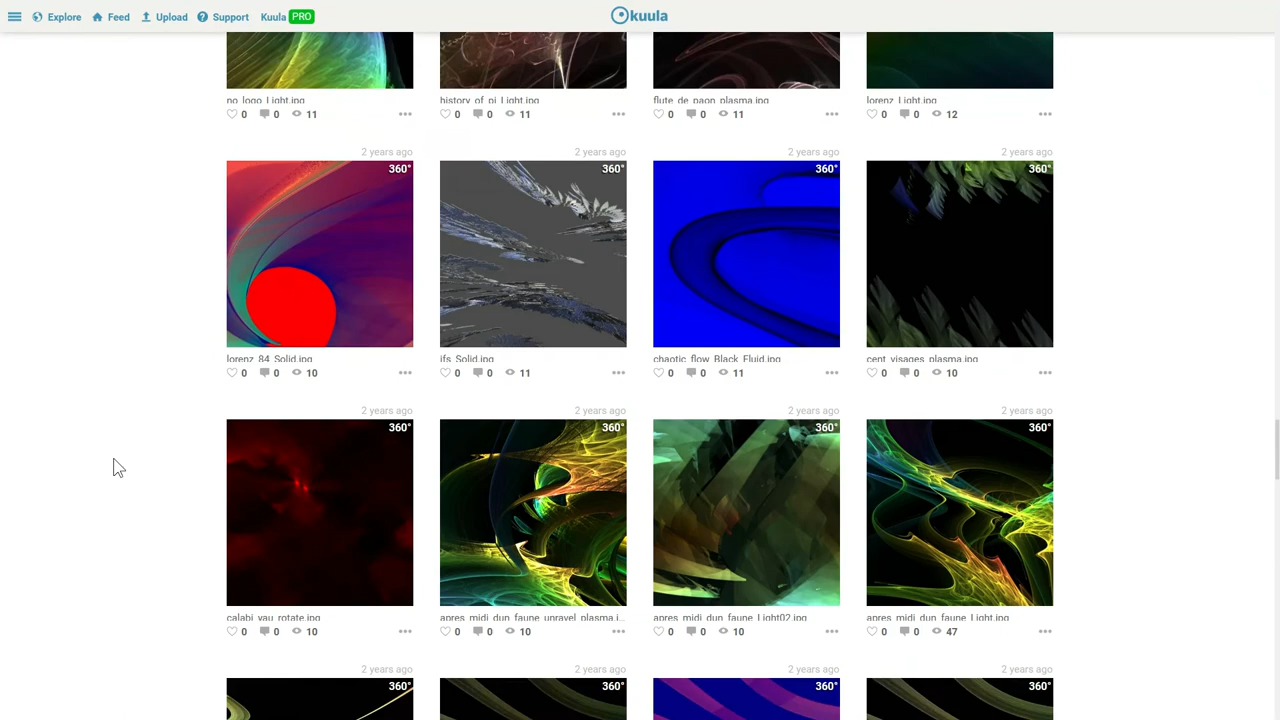 Explore Feed Upload Support Kuula PRO kuula
no_logo_Light.jpg history_of_pi_Light.jpg flute_de_paon_plasma.jpg lorenz_Light.jpg
0 0 11 0 0 11 0 0 11 0 0 12
2 years ago 2 years ago 2 years ago 2 years ago
360° 360° 360° 360°
lorenz_84_Solid.jpg ifs_Solid.jpg chaotic_flow_Black_Fluid.jpg cent_visages_plasma.jpg
0 0 10 0 0 11 0 0 11 0 0 10
2 years ago 2 years ago 2 years ago 2 years ago
360° 360° 360° 360°
calabi_yau_rotate.jpg apres_midi_dun_faune_unravel_plasma.j... apres_midi_dun_faune_Light02.jpg apres_midi_dun_faune_Light.jpg
0 0 10 0 0 10 0 0 10 0 0 47
2 years ago 2 years ago 2 years ago 2 years ago
360° 360° 360° 360°